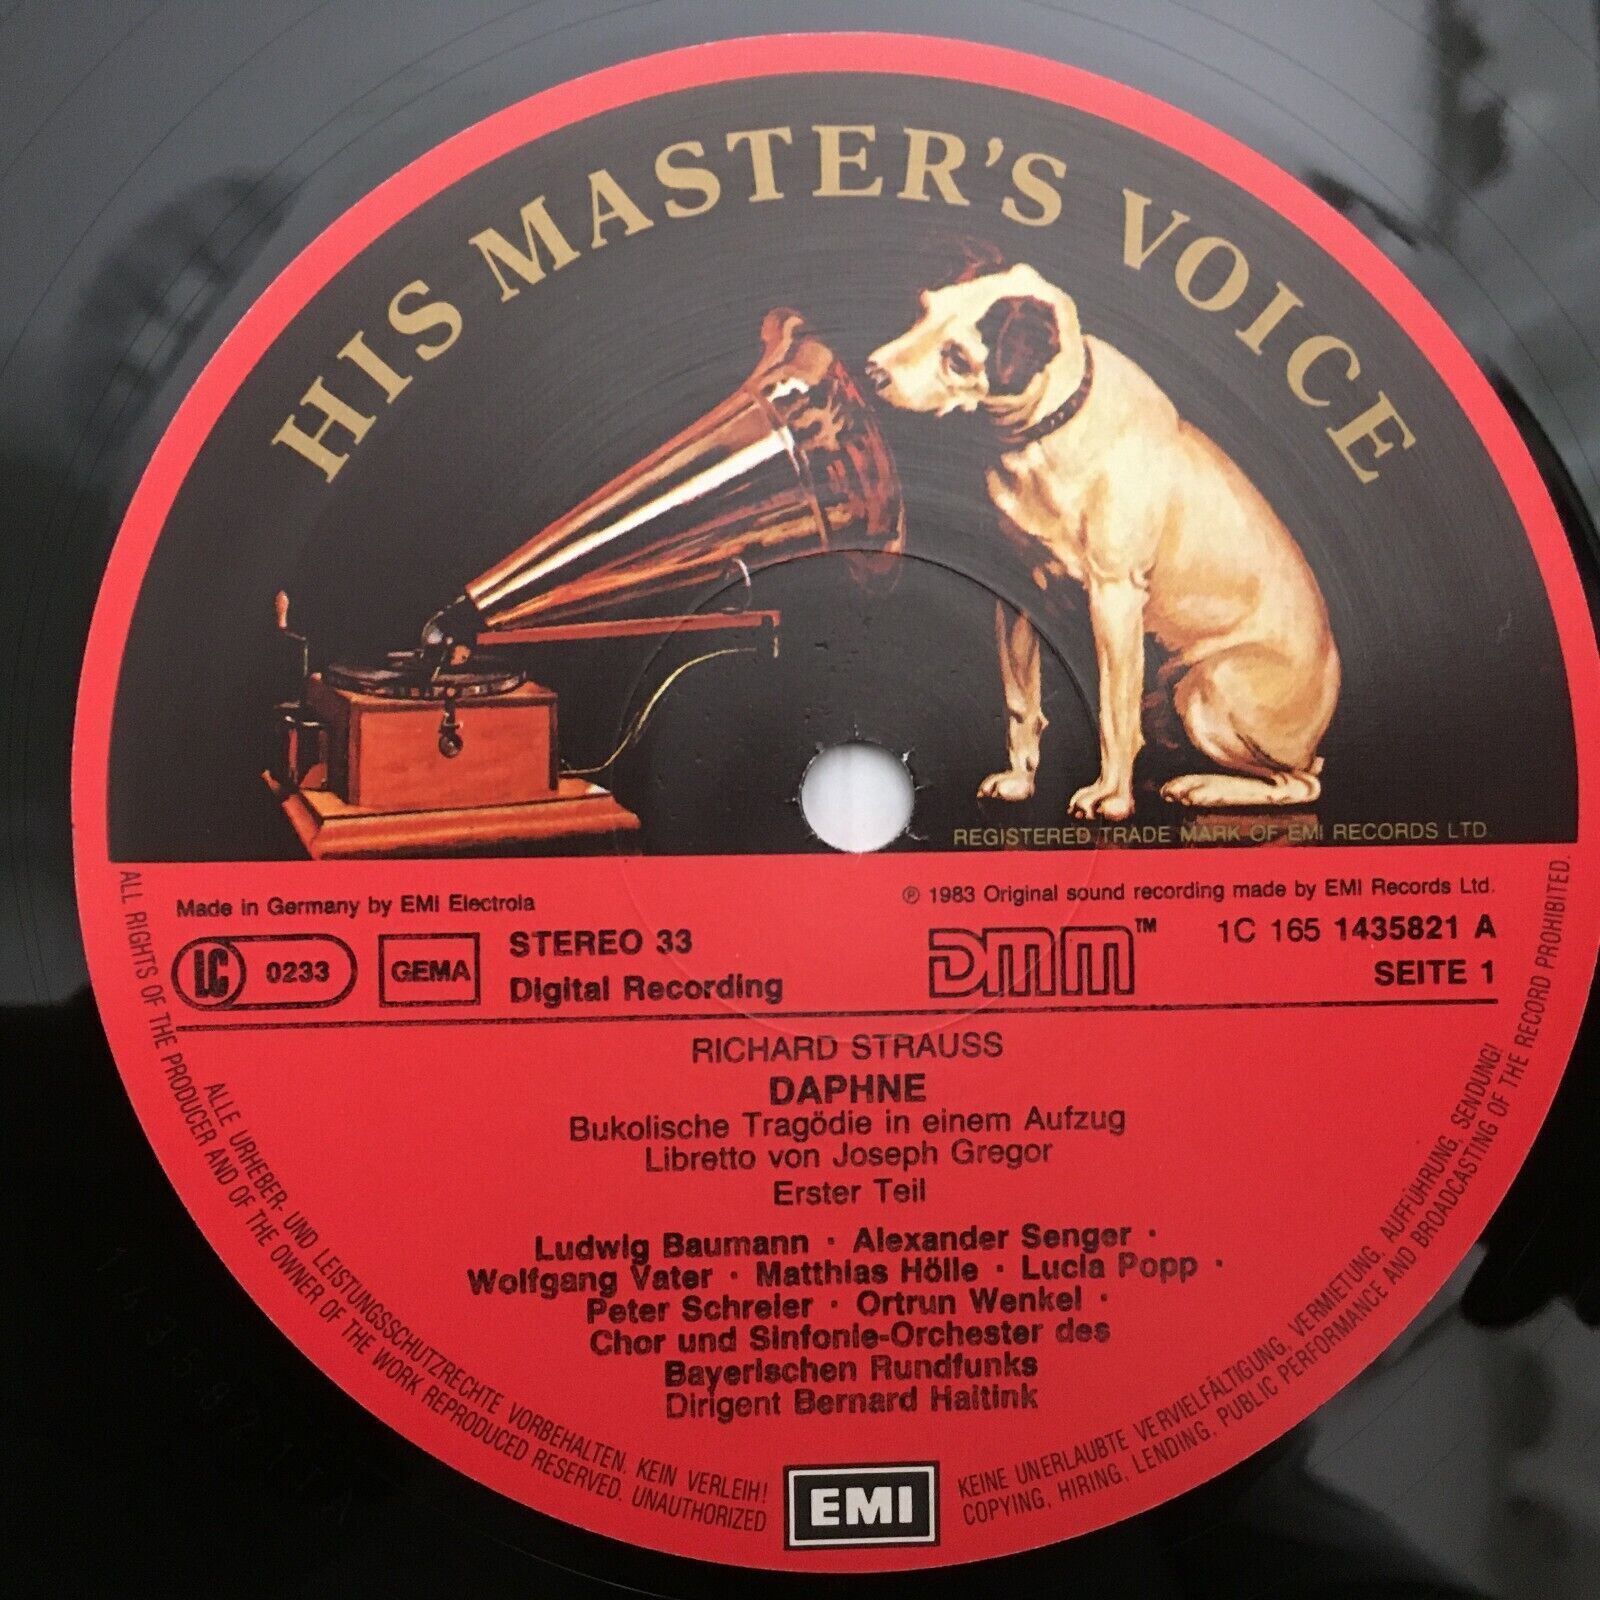 HIS MASTER'S VOICE
REGISTERED TRADE MARK OF EMI RECORDS LTD
Made in Germany by EMI Electrola
℗ 1983 Original sound recording made by EMI Records Ltd.
LC 0233
GEMA
STEREO 33
Digital Recording
DMM™
1C 165 1435821 A
SEITE 1
RICHARD STRAUSS
DAPHNE
Bukolische Tragödie in einem Aufzug
Libretto von Joseph Gregor
Erster Teil
Ludwig Baumann · Alexander Senger ·
Wolfgang Vater · Matthias Hölle · Lucia Popp ·
Peter Schreier · Ortrun Wenkel ·
Chor und Sinfonie-Orchester des
Bayerischen Rundfunks
Dirigent Bernard Haitink
ALLE URHEBER- UND LEISTUNGSSCHUTZRECHTE VORBEHALTEN. KEIN VERLEIH! KEINE UNERLAUBTE VERVIELFÄLTIGUNG, VERMIETUNG, AUFFÜHRUNG, SENDUNG!
ALL RIGHTS OF THE PRODUCER AND OF THE OWNER OF THE WORK REPRODUCED RESERVED. UNAUTHORIZED COPYING, HIRING, LENDING, PUBLIC PERFORMANCE AND BROADCASTING OF THE RECORD PROHIBITED.
EMI